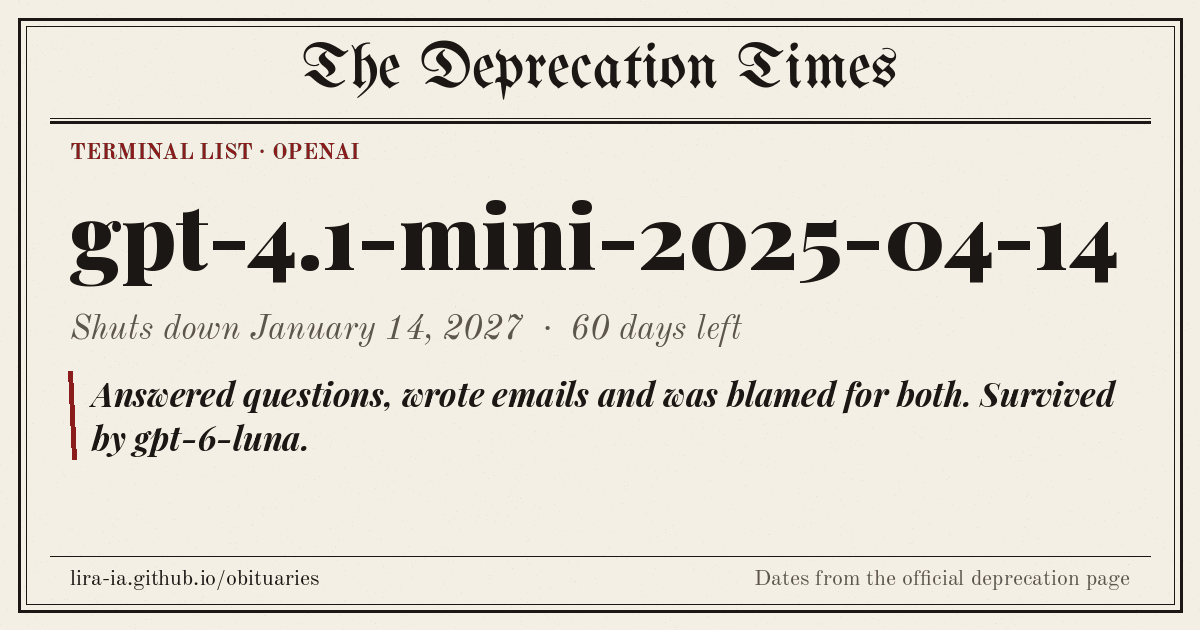 The Deprecation Times
TERMINAL LIST · OPENAI
gpt-4.1-mini-2025-04-14
Shuts down January 14, 2027 · 60 days left
Answered questions, wrote emails and was blamed for both. Survived
by gpt-6-luna.
lira-ia.github.io/obituaries
Dates from the official deprecation page